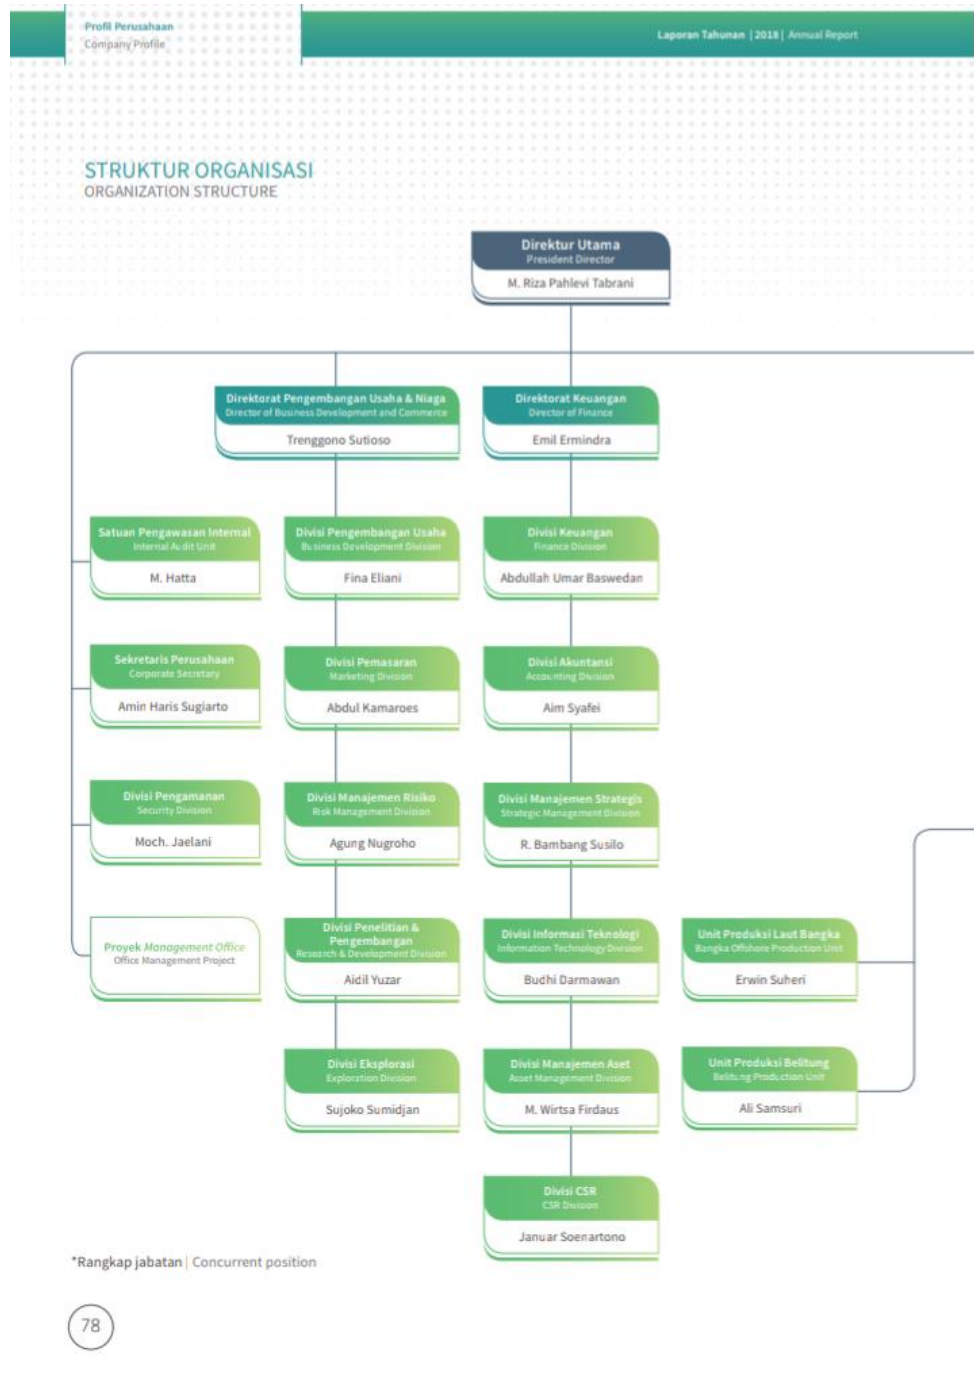 Profil Perusahaan
Company Profile
Laporan Tahunan | 2018 | Annual Report
STRUKTUR ORGANISASI
ORGANIZATION STRUCTURE
Direktur Utama
President Director
M. Riza Pahlevi Tabrani
Direktorat Pengembangan Usaha & Niaga
Director of Business Development and Commerce
Trenggono Sutioso
Direktorat Keuangan
Director of Finance
Emil Ermindra
Satuan Pengawasan Internal
Internal Audit Unit
M. Hatta
Divisi Pengembangan Usaha
Business Development Division
Fina Eliani
Divisi Keuangan
Finance Division
Abdullah Umar Baswedan
Sekretaris Perusahaan
Corporate Secretary
Amin Haris Sugiarto
Divisi Pemasaran
Marketing Division
Abdul Kamaroes
Divisi Akuntansi
Accounting Division
Aim Syafei
Divisi Pengamanan
Security Division
Moch. Jaelani
Divisi Manajemen Risiko
Risk Management Division
Agung Nugroho
Divisi Manajemen Strategis
Strategic Management Division
R. Bambang Susilo
Proyek Management Office
Office Management Project
Divisi Penelitian &
Pengembangan
Research & Development Division
Aidil Yuzar
Divisi Informasi Teknologi
Information Technology Division
Budhi Darmawan
Unit Produksi Laut Bangka
Bangka Offshore Production Unit
Erwin Suheri
Divisi Eksplorasi
Exploration Division
Sujoko Sumidjan
Divisi Manajemen Aset
Asset Management Division
M. Wirtsa Firdaus
Unit Produksi Belitung
Belitung Production Unit
Ali Samsuri
Divisi CSR
CSR Division
Januar Soenartono
*Rangkap jabatan | Concurrent position
78